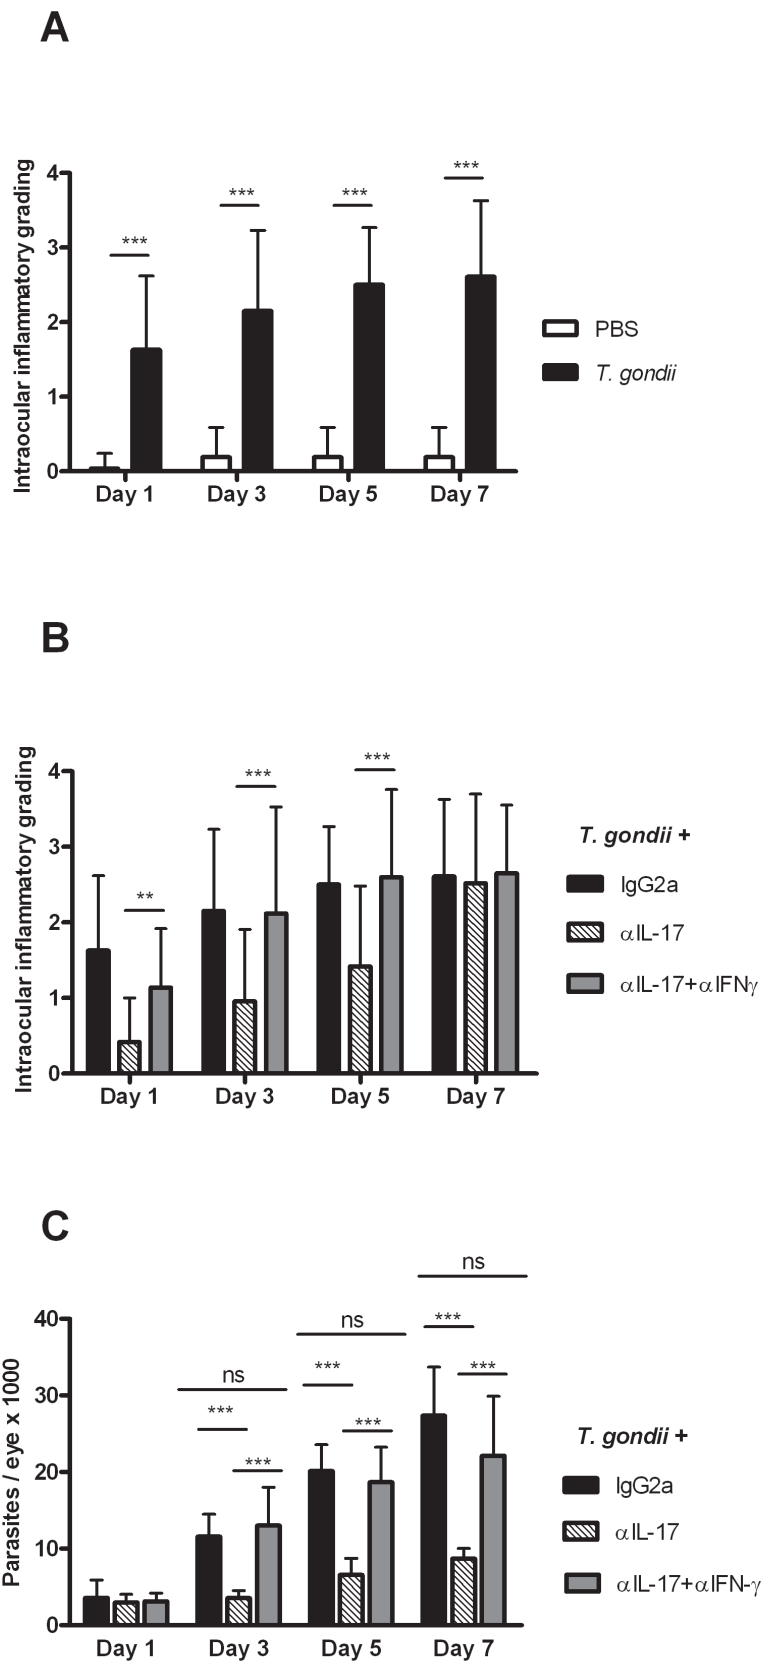 A
Intraocular inflammatory grading
4
3
2
1
0
***
***
***
***
Day 1
Day 3
Day 5
Day 7
PBS
T. gondii
B
Intraocular inflammatory grading
4
3
2
1
0
**
***
***
Day 1
Day 3
Day 5
Day 7
T. gondii +
IgG2a
αIL-17
αIL-17+αIFNγ
C
Parasites / eye x 1000
40
30
20
10
0
ns
***
***
ns
***
***
ns
***
***
Day 1
Day 3
Day 5
Day 7
T. gondii +
IgG2a
αIL-17
αIL-17+αIFN-γ